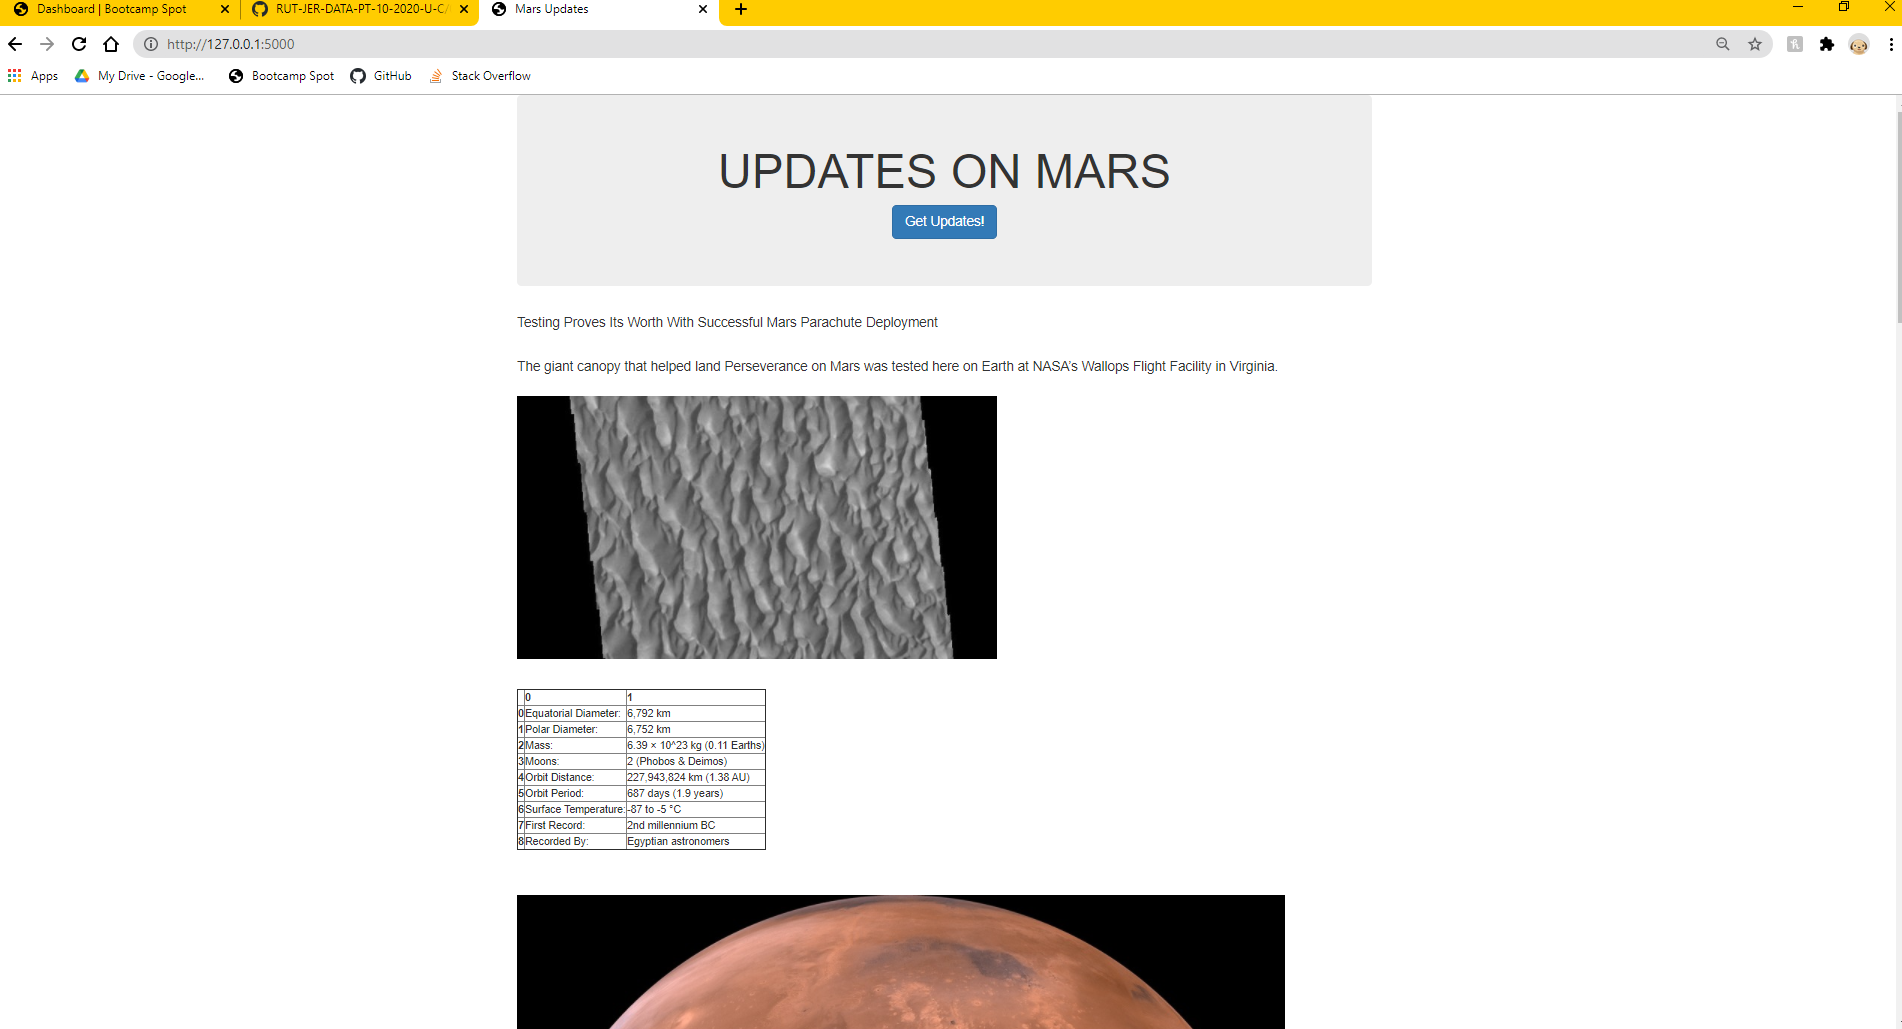 Dashboard | Bootcamp Spot
RUT-JER-DATA-PT-10-2020-U-C/
Mars Updates
http://127.0.0.1:5000
Apps
My Drive - Google...
Bootcamp Spot
GitHub
Stack Overflow
UPDATES ON MARS
Get Updates!
Testing Proves Its Worth With Successful Mars Parachute Deployment
The giant canopy that helped land Perseverance on Mars was tested here on Earth at NASA's Wallops Flight Facility in Virginia.
0 1
0 Equatorial Diameter: 6,792 km
1 Polar Diameter: 6,752 km
2 Mass: 6.39 × 10^23 kg (0.11 Earths)
3 Moons: 2 (Phobos & Deimos)
4 Orbit Distance: 227,943,824 km (1.38 AU)
5 Orbit Period: 687 days (1.9 years)
6 Surface Temperature: -87 to -5 °C
7 First Record: 2nd millennium BC
8 Recorded By: Egyptian astronomers